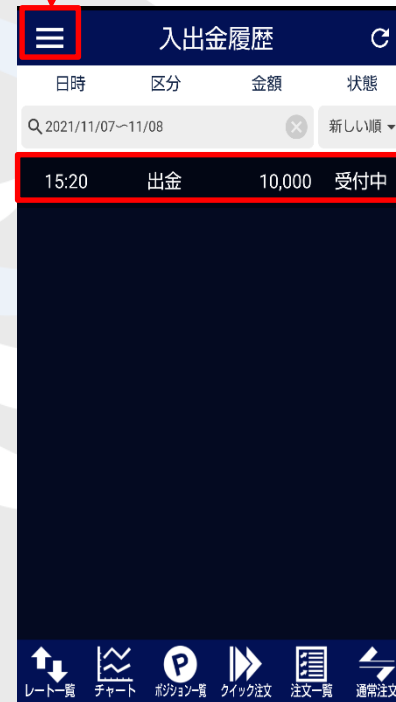 入出金履歴
日時 区分 金額 状態
2021/11/07〜11/08 新しい順
15:20 出金 10,000 受付中
レート一覧 チャート ポジション一覧 クイック注文 注文一覧 通常注文